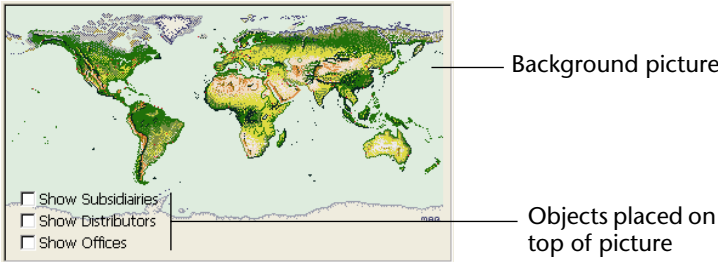 Background picture
Show Subsidiairies
Show Distributors
Show Offices
Objects placed on
top of picture